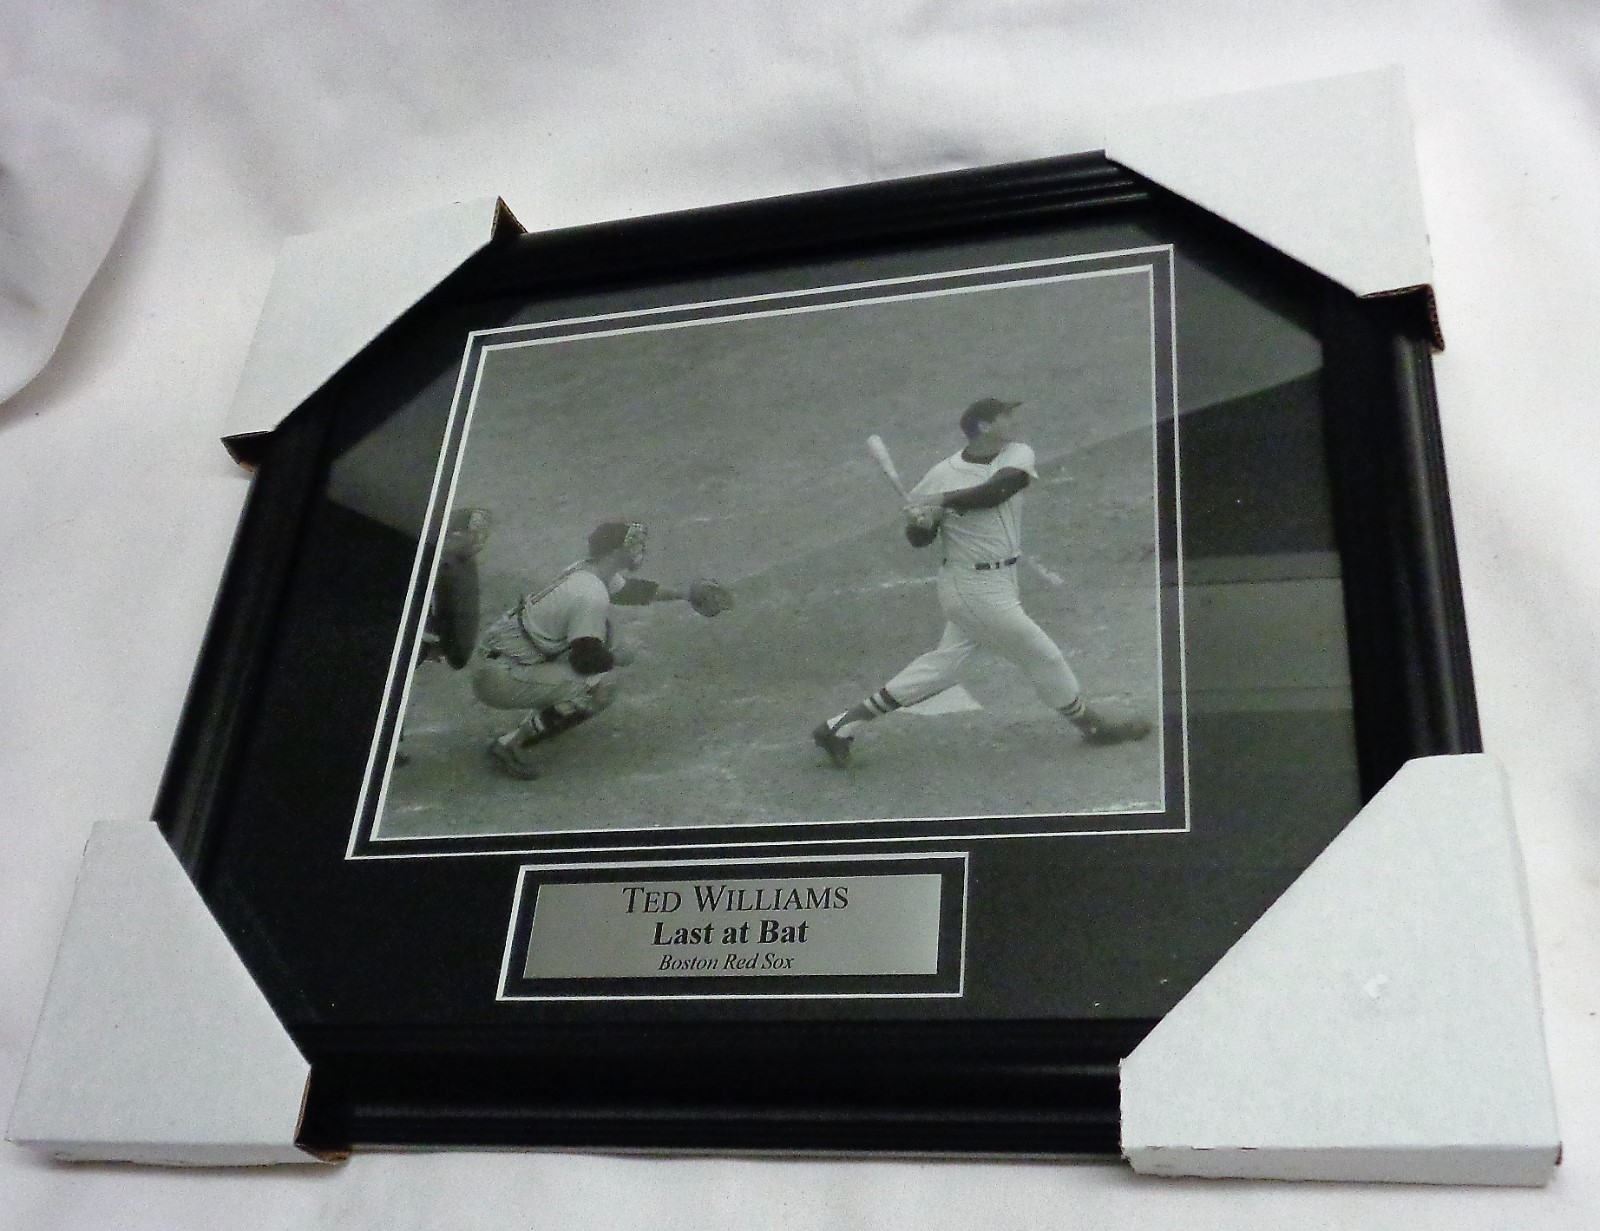 TED WILLIAMS
Last at Bat
Boston Red Sox